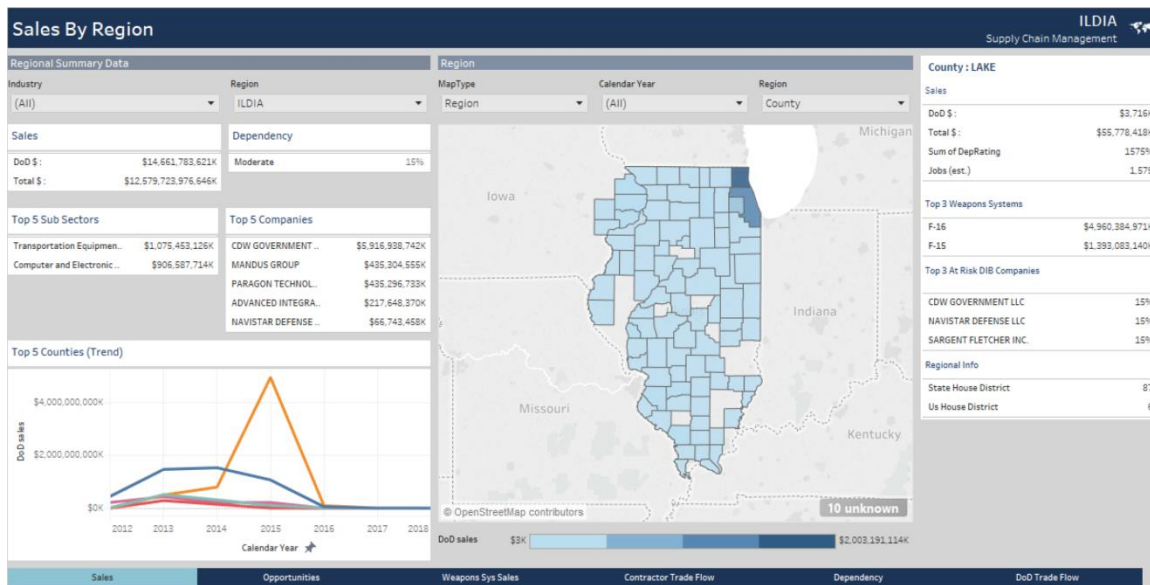 Sales By Region
ILDIA
Supply Chain Management
Regional Summary Data
Industry
Region
(All)
ILDIA
Sales
DoD $ : $14,661,783,621K
Total $ : $12,579,723,976,646K
Dependency
Moderate 15%
Top 5 Sub Sectors
Transportation Equipmen.. $1,075,453,126K
Computer and Electronic .. $906,587,714K
Top 5 Companies
CDW GOVERNMENT .. $5,916,938,742K
MANDUS GROUP $435,304,555K
PARAGON TECHNOL.. $435,296,733K
ADVANCED INTEGRA.. $217,648,370K
NAVISTAR DEFENSE .. $66,743,458K
Top 5 Counties (Trend)
DoD sales
$4,000,000,000K
$2,000,000,000K
$0K
2012 2013 2014 2015 2016 2017 2018
Calendar Year
Region
MapType
Calendar Year
Region
Region
(All)
County
Michigan
Iowa
Indiana
Missouri
Kentucky
© OpenStreetMap contributors
10 unknown
DoD sales $3K $2,003,191,114K
County : LAKE
Sales
DoD $ : $3,716K
Total $ : $55,778,418K
Sum of DepRating 1575%
Jobs (est.) 1,575
Top 3 Weapons Systems
F-16 $4,960,384,971K
F-15 $1,393,083,140K
Top 3 At Risk DIB Companies
CDW GOVERNMENT LLC 15%
NAVISTAR DEFENSE LLC 15%
SARGENT FLETCHER INC. 15%
Regional Info
State House District 87
Us House District
Sales
Opportunities
Weapons Sys Sales
Contractor Trade Flow
Dependency
DoD Trade Flow